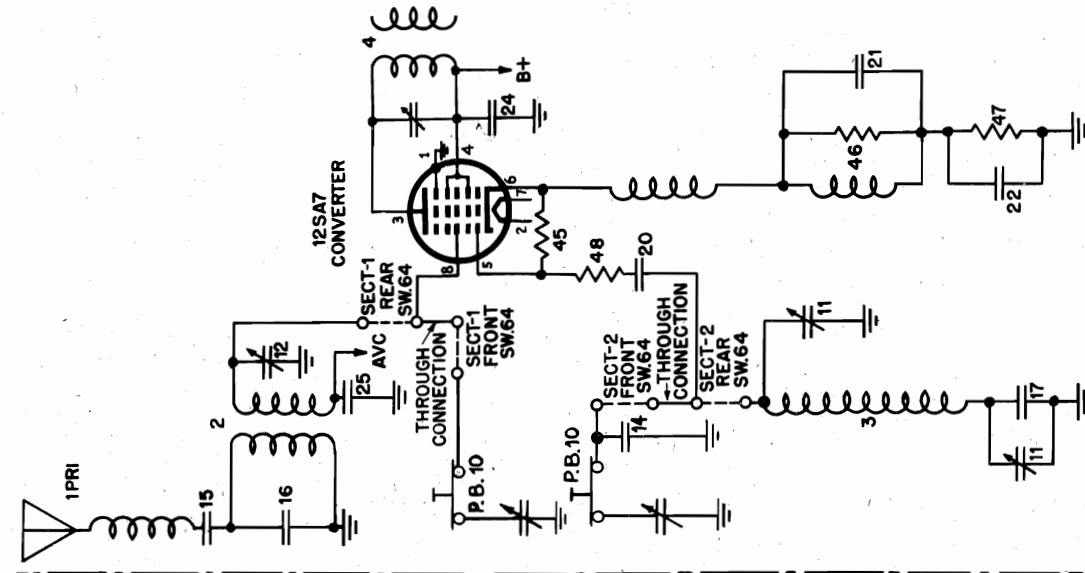 4
B+
21
24
46
47
22
1
4
12SA7
CONVERTER
3
6
7
2
8
5
45
48
20
SECT-1
REAR
SW.64
THROUGH
CONNECTION
SECT-1
FRONT
SW.64
12
AVC
25
2
1PRI
15
16
P.B.10
SECT-2
FRONT
SW.64
THROUGH
CONNECTION
SECT-2
REAR
SW.64
14
P.B.10
11
3
17
11